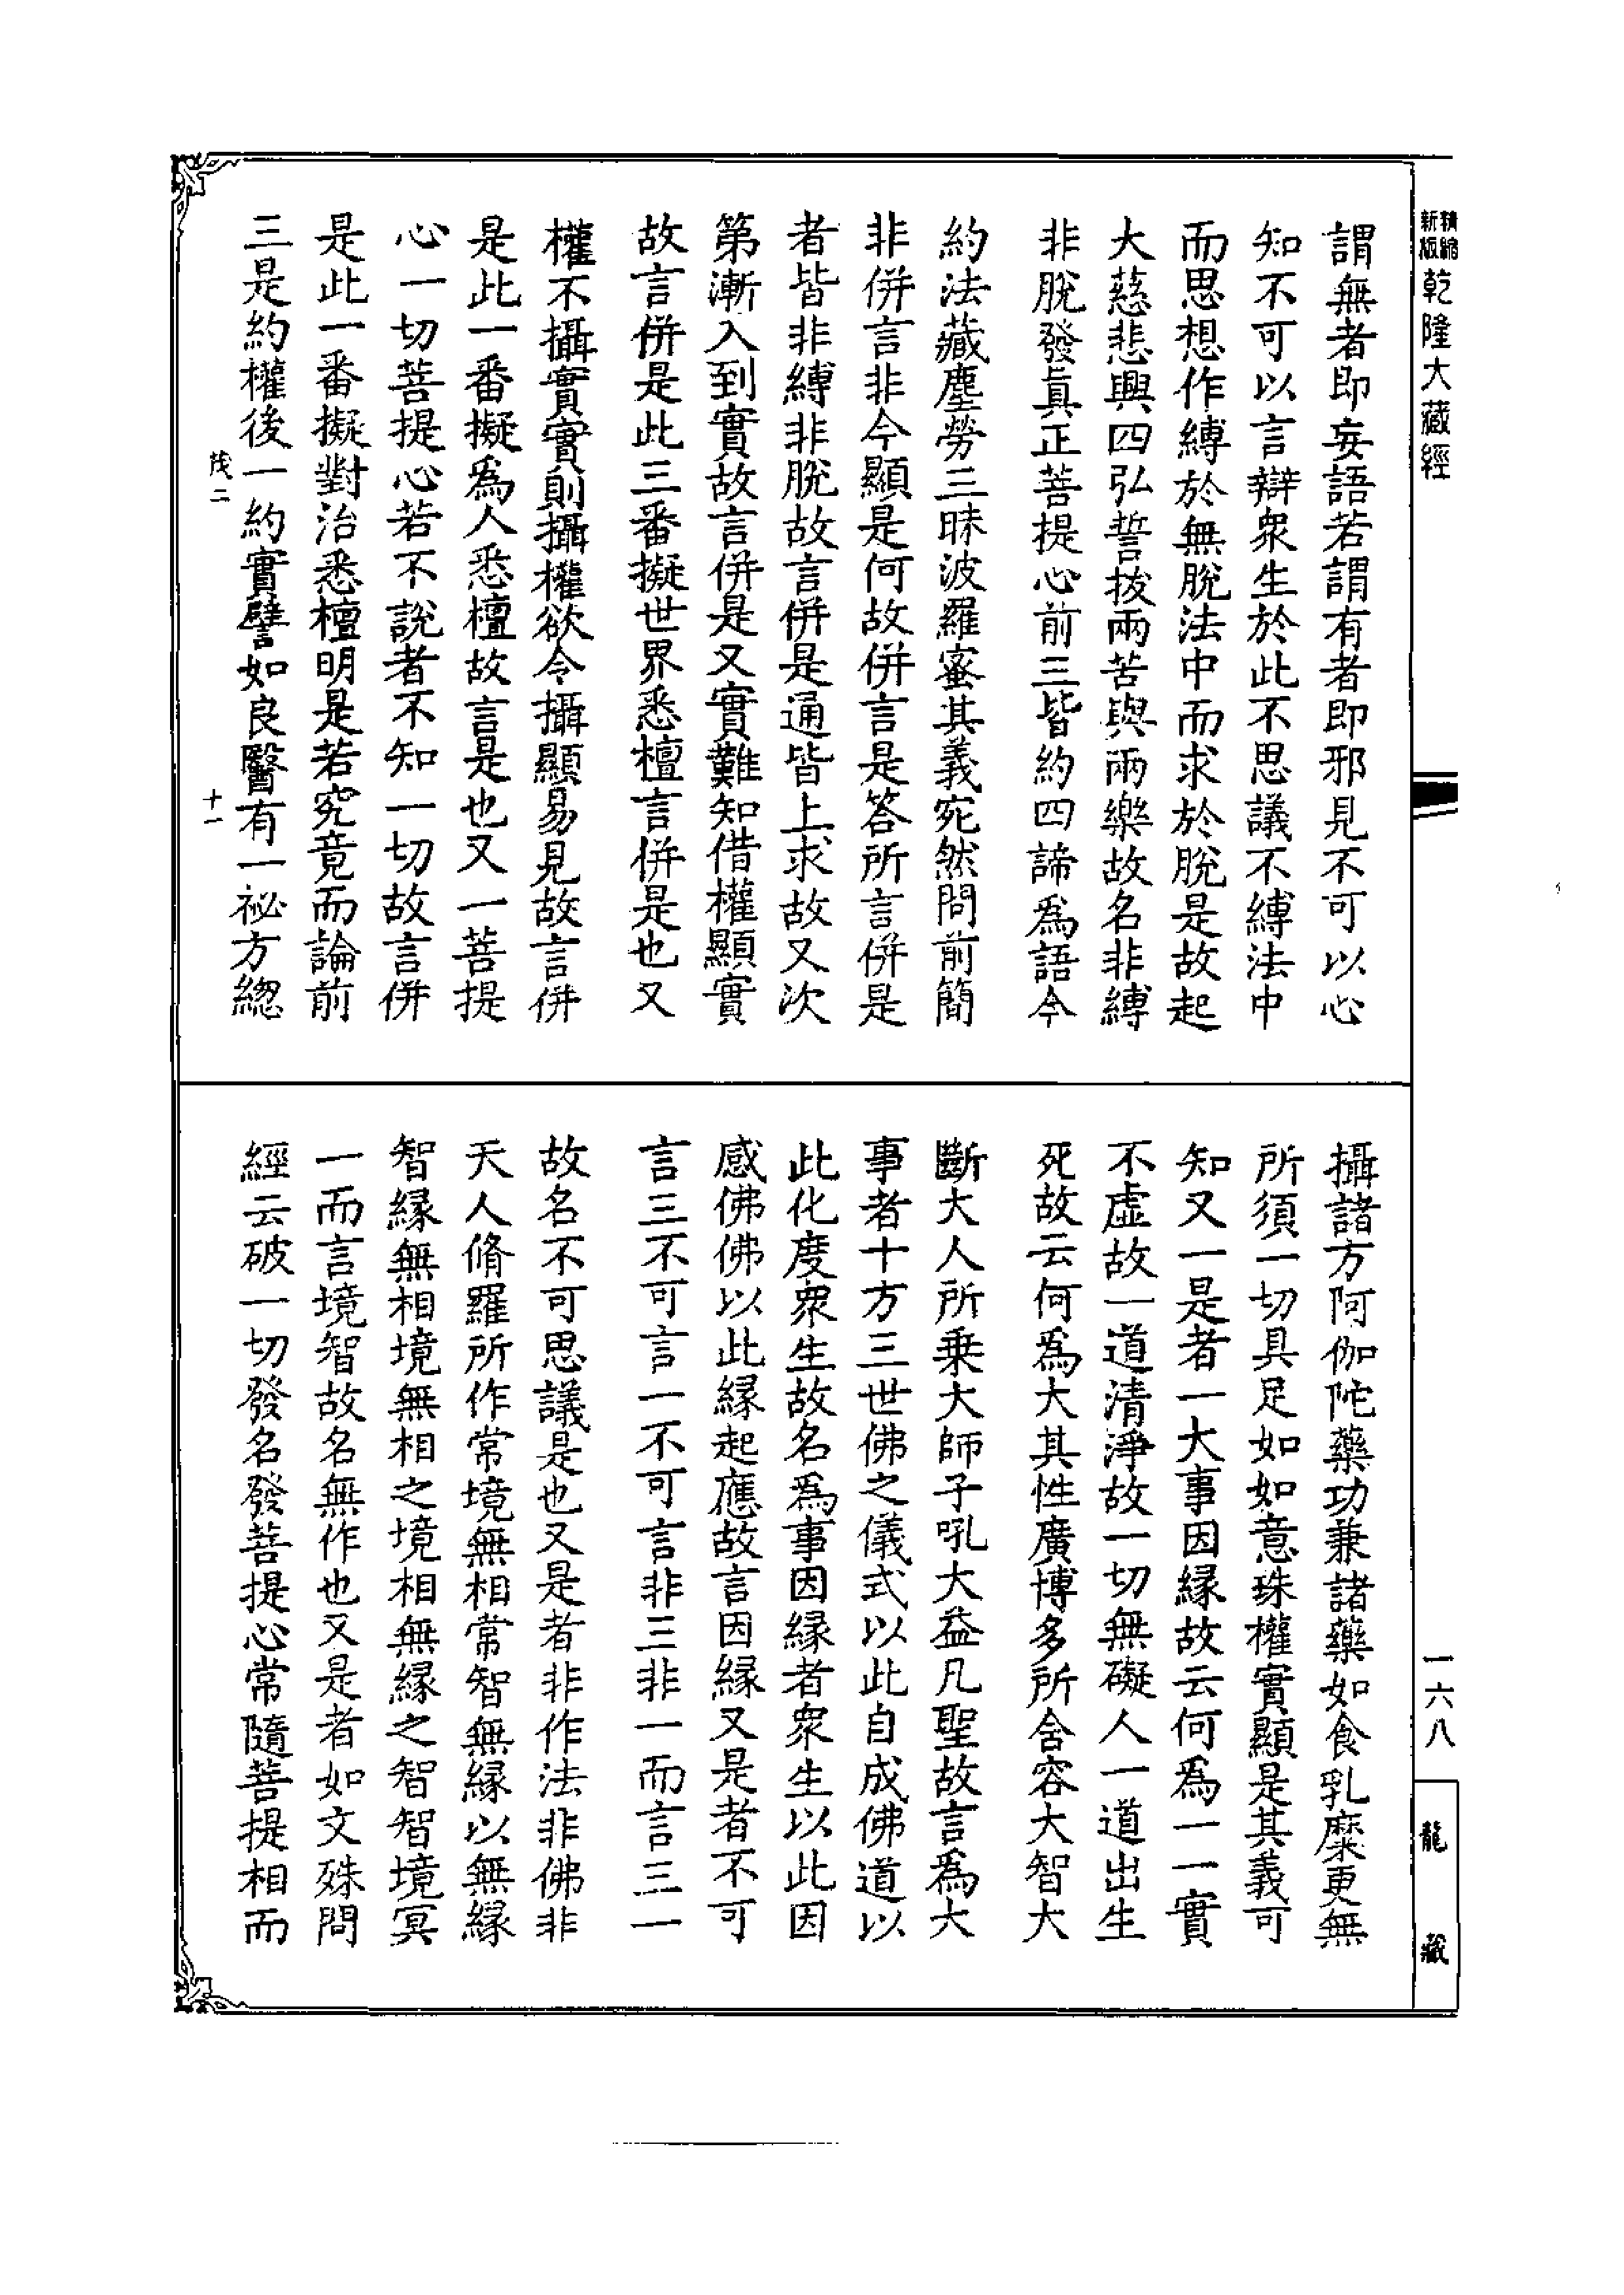 新版 精縮 乾隆大藏經
謂無者即妄語若謂有者即邪見不可以心
知不可以言辯衆生於此不思議不縛法中
而思想作縛於無脫法中而求於脫是故起
大慈悲興四弘誓拔兩苦與兩樂故名非縛
非脫發眞正菩提心前三皆約四諦爲語今
約法藏塵勞三昧波羅蜜其義宛然問前簡
非併言非今顯是何故併言是答所言併是
者皆非縛非脫故言併是通皆上求故又次
第漸入到實故言併是又實難知借權顯實
故言併是此三番擬世界悉檀言併是也又
權不攝實實則攝權欲令攝顯易見故言併
是此一番擬爲人悉檀故言是也又一菩提
心一切菩提心若不說者不知一切故言併
是此一番擬對治悉檀明是若究竟而論前
三是約權後一約實譬如良醫有一祕方總
茂二
十一
攝諸方阿伽陀藥功兼諸藥如食乳糜更無
所須一切具足如如意珠權實顯是其義可
知又一是者一大事因緣故云何爲一一實
不虛故一道清淨故一切無礙人一道出生
死故云何爲大其性廣博多所含容大智大
斷大人所乗大師子吼大益凡聖故言爲大
事者十方三世佛之儀式以此自成佛道以
此化度衆生故名爲事因緣者衆生以此因
感佛佛以此緣起應故言因緣又是者不可
言三不可言一不可言非三非一而言三一
故名不可思議是也又是者非作法非佛非
天人脩羅所作常境無相常智無緣以無緣
智緣無相境無相之境相無緣之智智境冥
一而言境智故名無作也又是者如文殊問
經云破一切發名發菩提心常隨菩提相而
一六八
龍藏